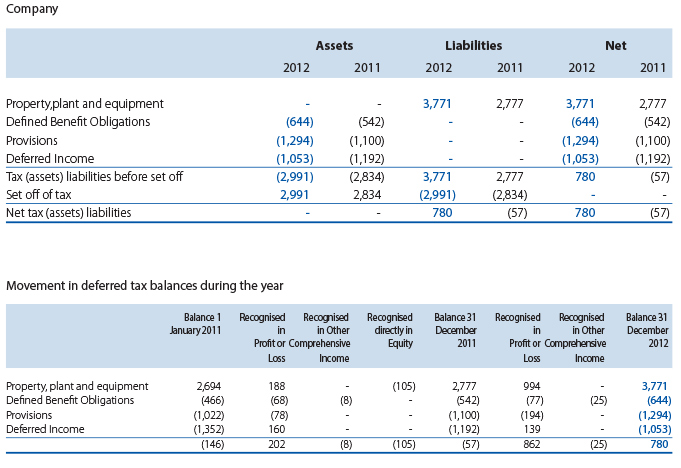 Company
Assets Liabilities Net
2012 2011 2012 2011 2012 2011
Property,plant and equipment - - 3,771 2,777 3,771 2,777
Defined Benefit Obligations (644) (542) - - (644) (542)
Provisions (1,294) (1,100) - - (1,294) (1,100)
Deferred Income (1,053) (1,192) - - (1,053) (1,192)
Tax (assets) liabilities before set off (2,991) (2,834) 3,771 2,777 780 (57)
Set off of tax 2,991 2,834 (2,991) (2,834) - -
Net tax (assets) liabilities - - 780 (57) 780 (57)
Movement in deferred tax balances during the year
Balance 1 Recognised Recognised Recognised Balance 31 Recognised Recognised Balance 31
January 2011 in in Other directly in December in in Other December
Profit or Comprehensive Equity 2011 Profit or Comprehensive 2012
Loss Income Loss Income
Property, plant and equipment 2,694 188 - (105) 2,777 994 - 3,771
Defined Benefit Obligations (466) (68) (8) - (542) (77) (25) (644)
Provisions (1,022) (78) - - (1,100) (194) - (1,294)
Deferred Income (1,352) 160 - - (1,192) 139 - (1,053)
(146) 202 (8) (105) (57) 862 (25) 780